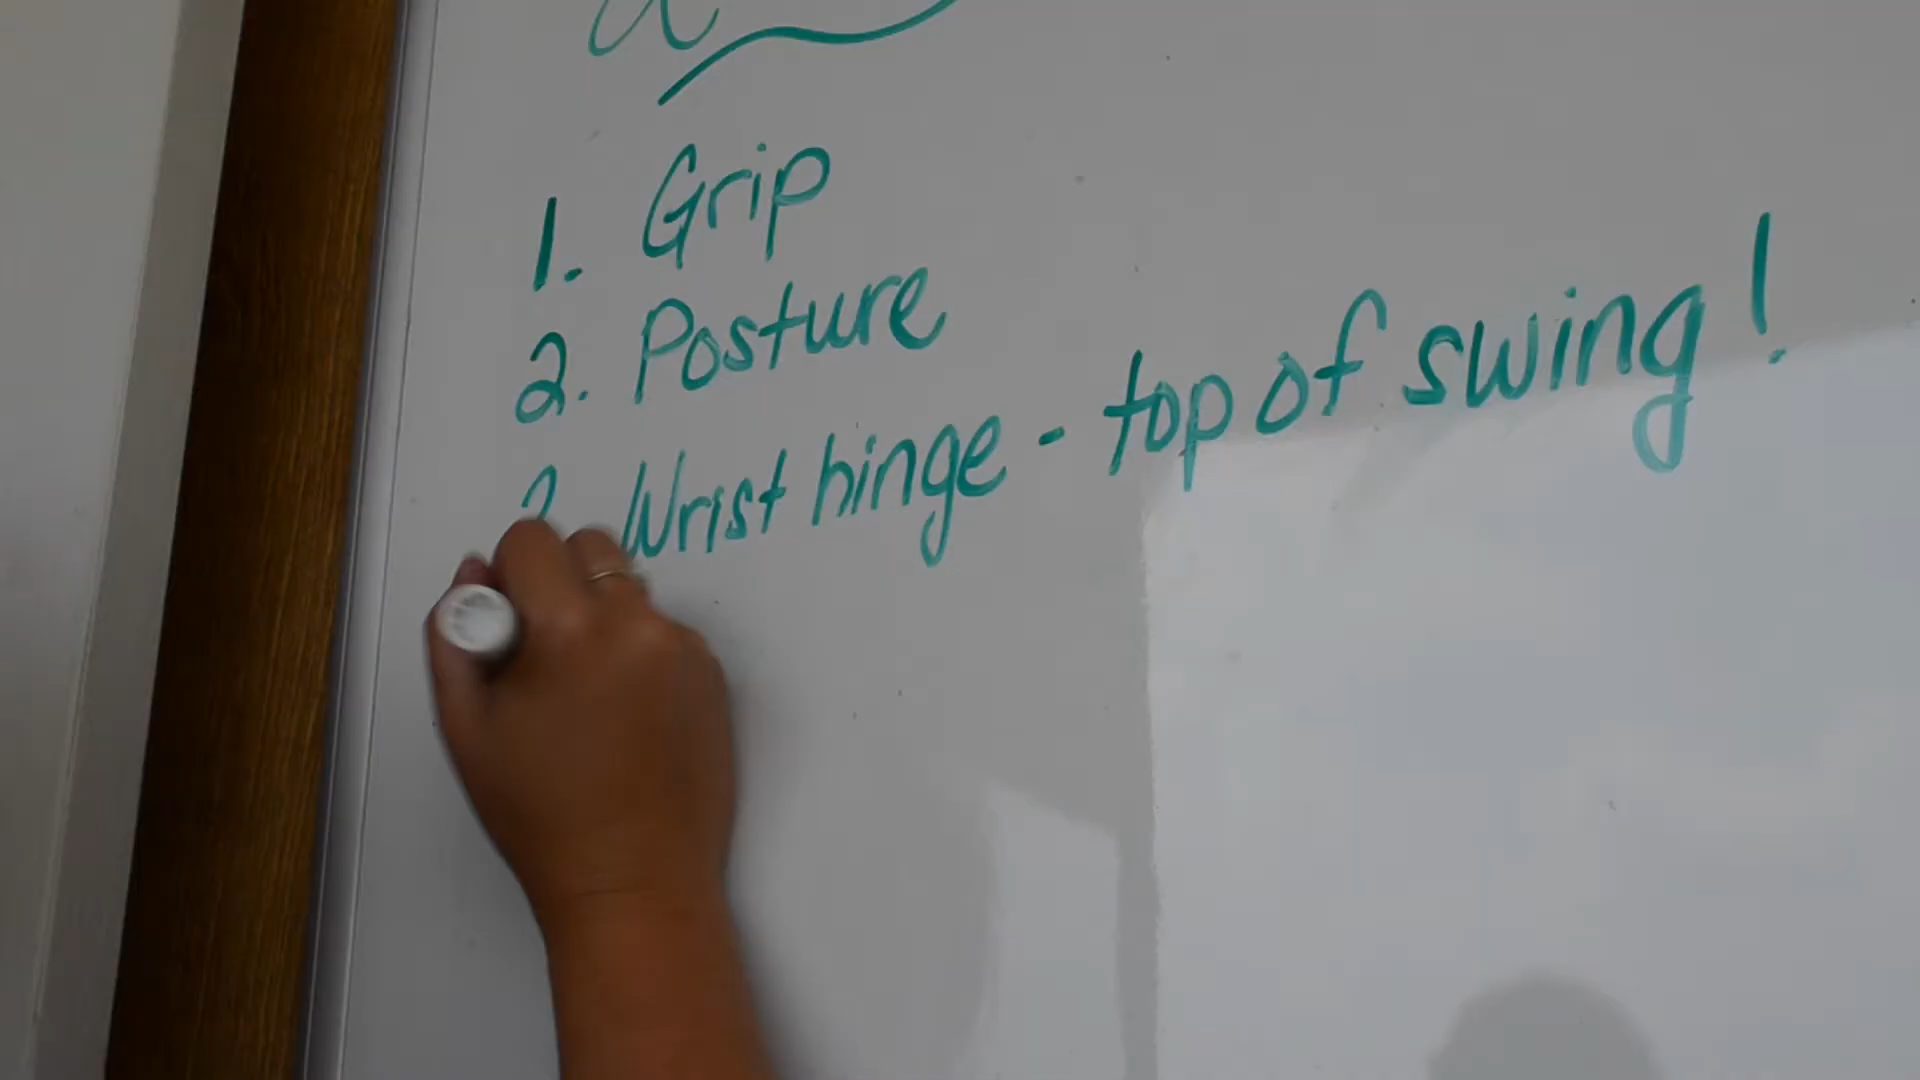 1. Grip
2. Posture
Wrist hinge - top of swing!